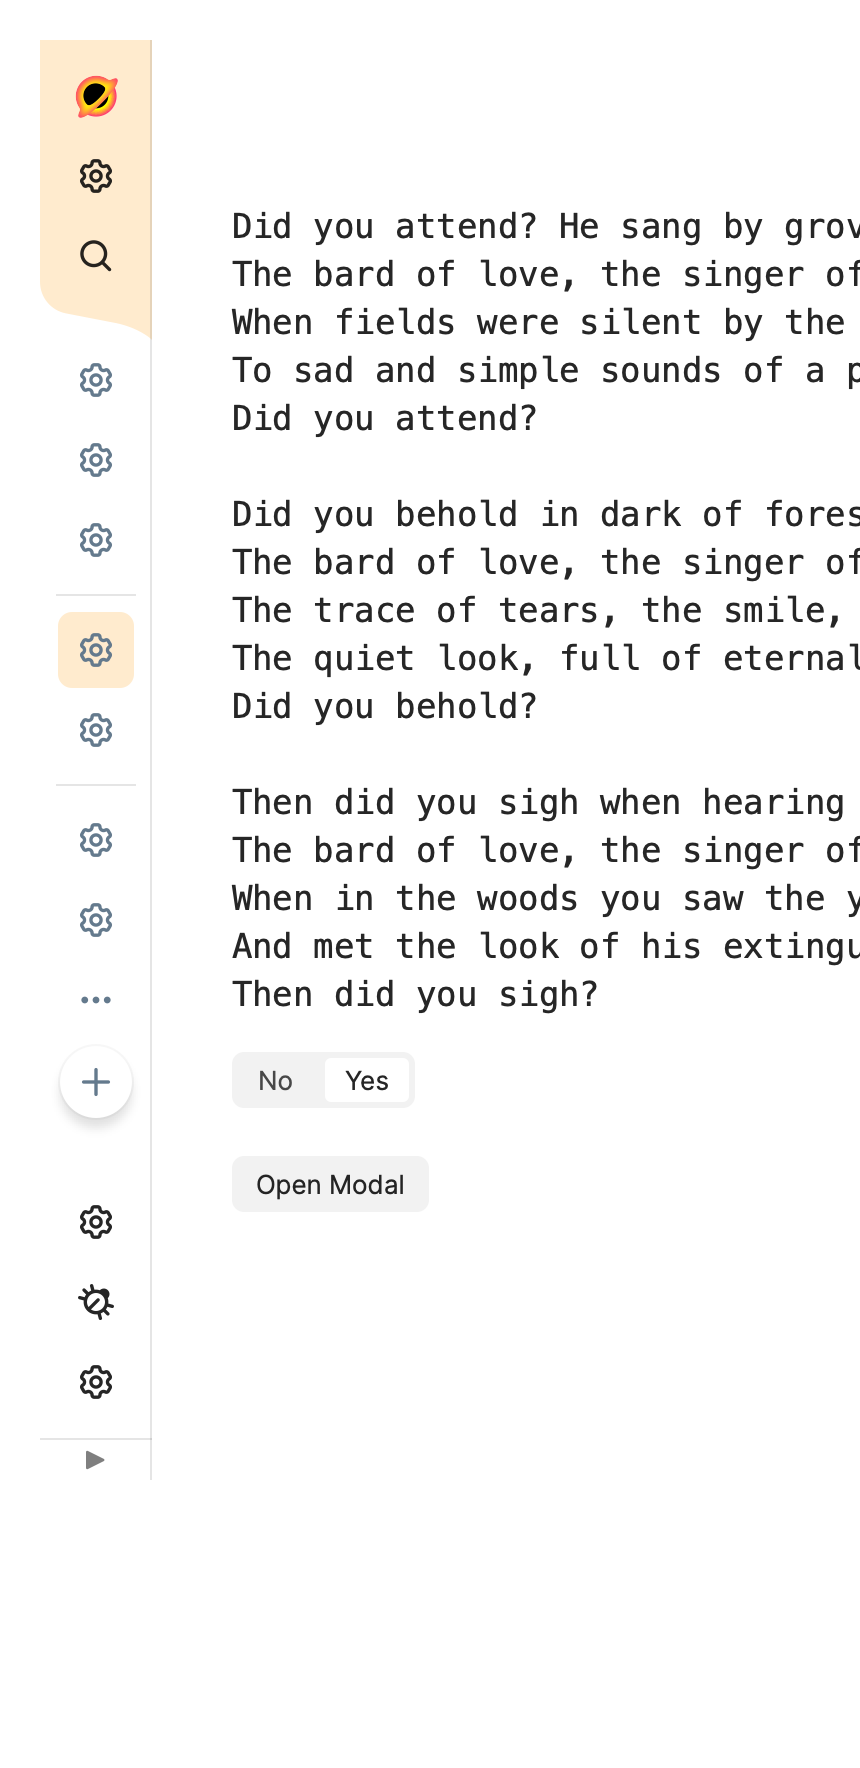 Did you attend? He sang by
The bard of love, the singer of
When fields were silent by the
To sad and simple sounds of a
Did you attend?
Did you behold in dark of
The bard of love, the singer of
The trace of tears, the smile,
The quiet look, full of eternal
Did you behold?
Then did you sigh when hearing
The bard of love, the singer of
When in the woods you saw the
And met the look of his
Then did you sigh?
No Yes
Open Modal